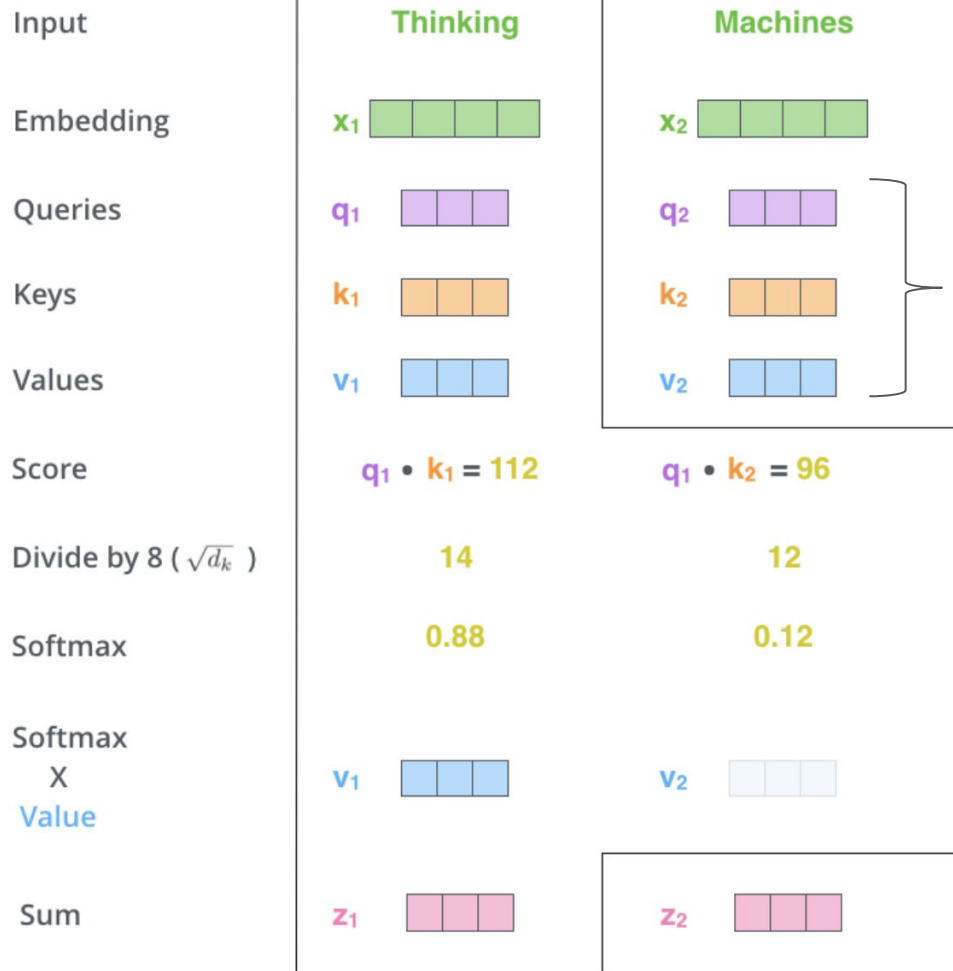 Input Thinking Machines
Embedding x₁ x₂
Queries q₁ q₂
Keys k₁ k₂
Values v₁ v₂
Score q₁ • k₁ = 112 q₁ • k₂ = 96
Divide by 8 ( √dₖ ) 14 12
Softmax 0.88 0.12
Softmax
X v₁ v₂
Value
Sum z₁ z₂